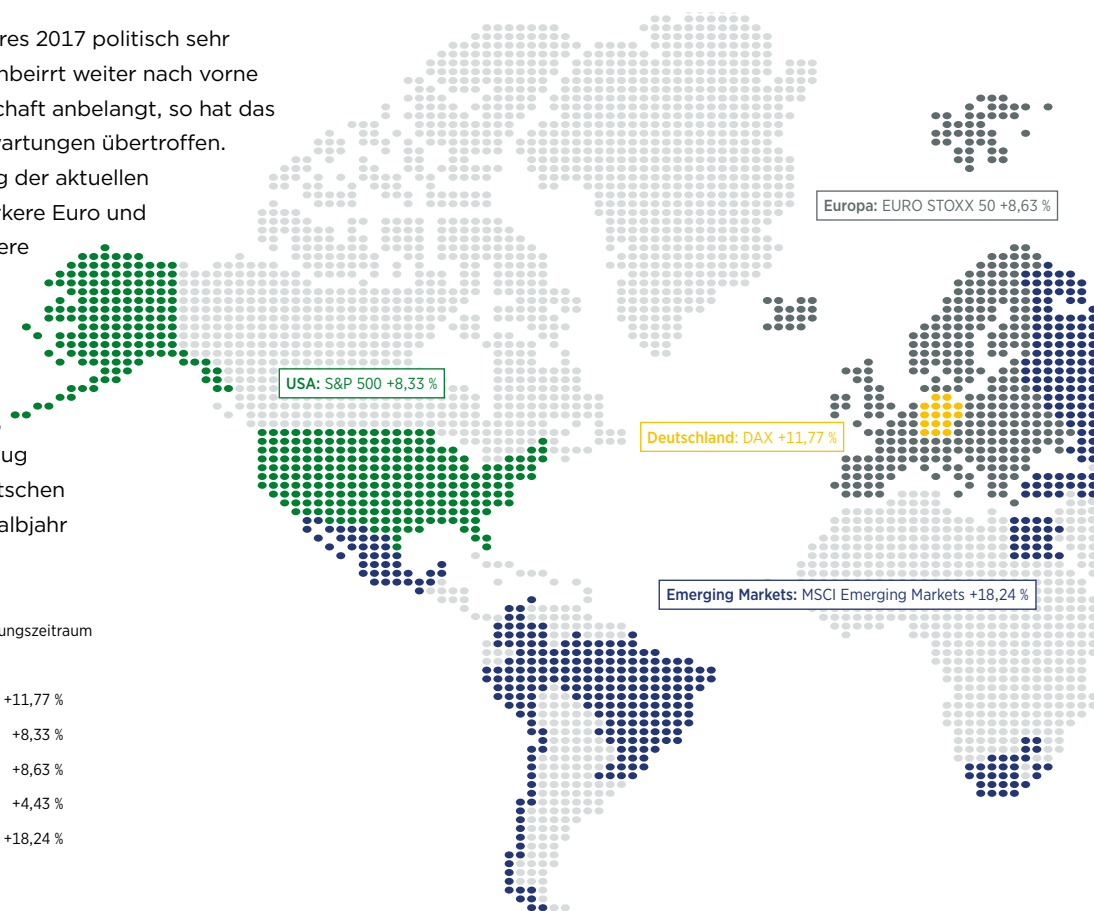 res 2017 politisch sehr
nbeirrt weiter nach vorne
chaft anbelangt, so hat das
vartungen übertroffen.
g der aktuellen
rkere Euro und
ere
ug
tschen
albjahr
ungszeitraum
+11,77 %
+8,33 %
+8,63 %
+4,43 %
+18,24 %
Europa: EURO STOXX 50 +8,63 %
USA: S&P 500 +8,33 %
Deutschland: DAX +11,77 %
Emerging Markets: MSCI Emerging Markets +18,24 %